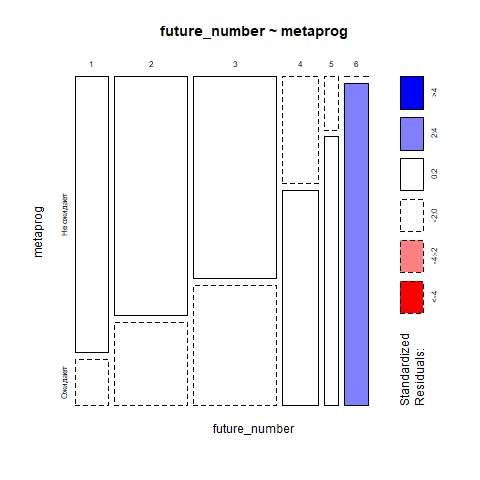 future_number ~ metaprog
1 2 3 4 5 6
Не ожидает
Ожидает
metaprog
future_number
>4
2:4
0:2
-2:0
-4:-2
<-4
Standardized
Residuals: